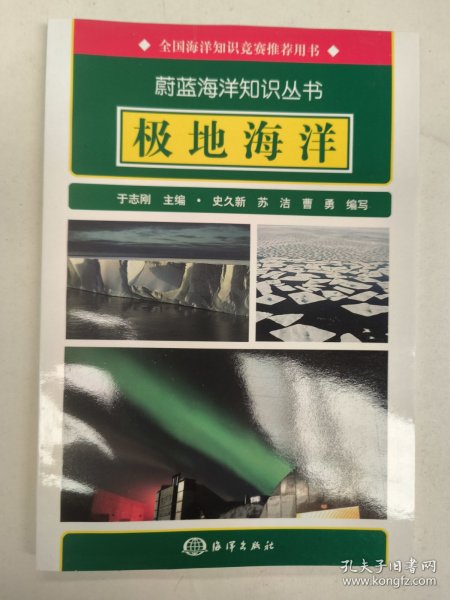 ◆ 全国海洋知识竞赛推荐用书 ◆
蔚蓝海洋知识丛书
极地海洋
于志刚 主编 · 史久新 苏洁 曹勇 编写
海洋出版社
孔夫子旧书网
www.kongfz.com